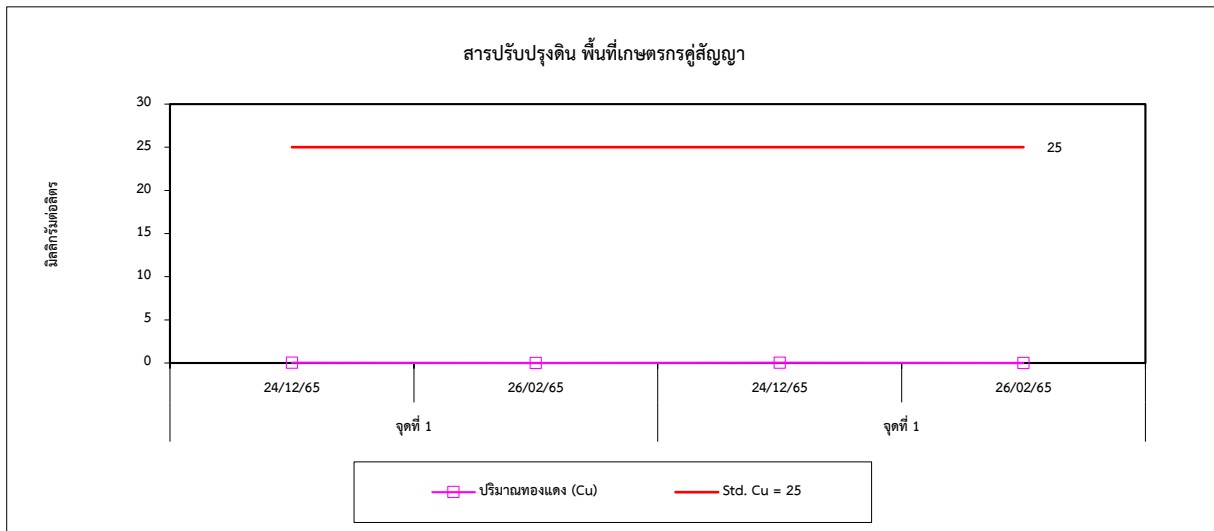 สารปรับปรุงดิน พื้นที่เกษตรกรคู่สัญญา
มิลลิกรัมต่อลิตร
30
25
20
15
10
5
0
25
24/12/65 26/02/65 24/12/65 26/02/65
จุดที่ 1 จุดที่ 1
ปริมาณทองแดง (Cu) Std. Cu = 25